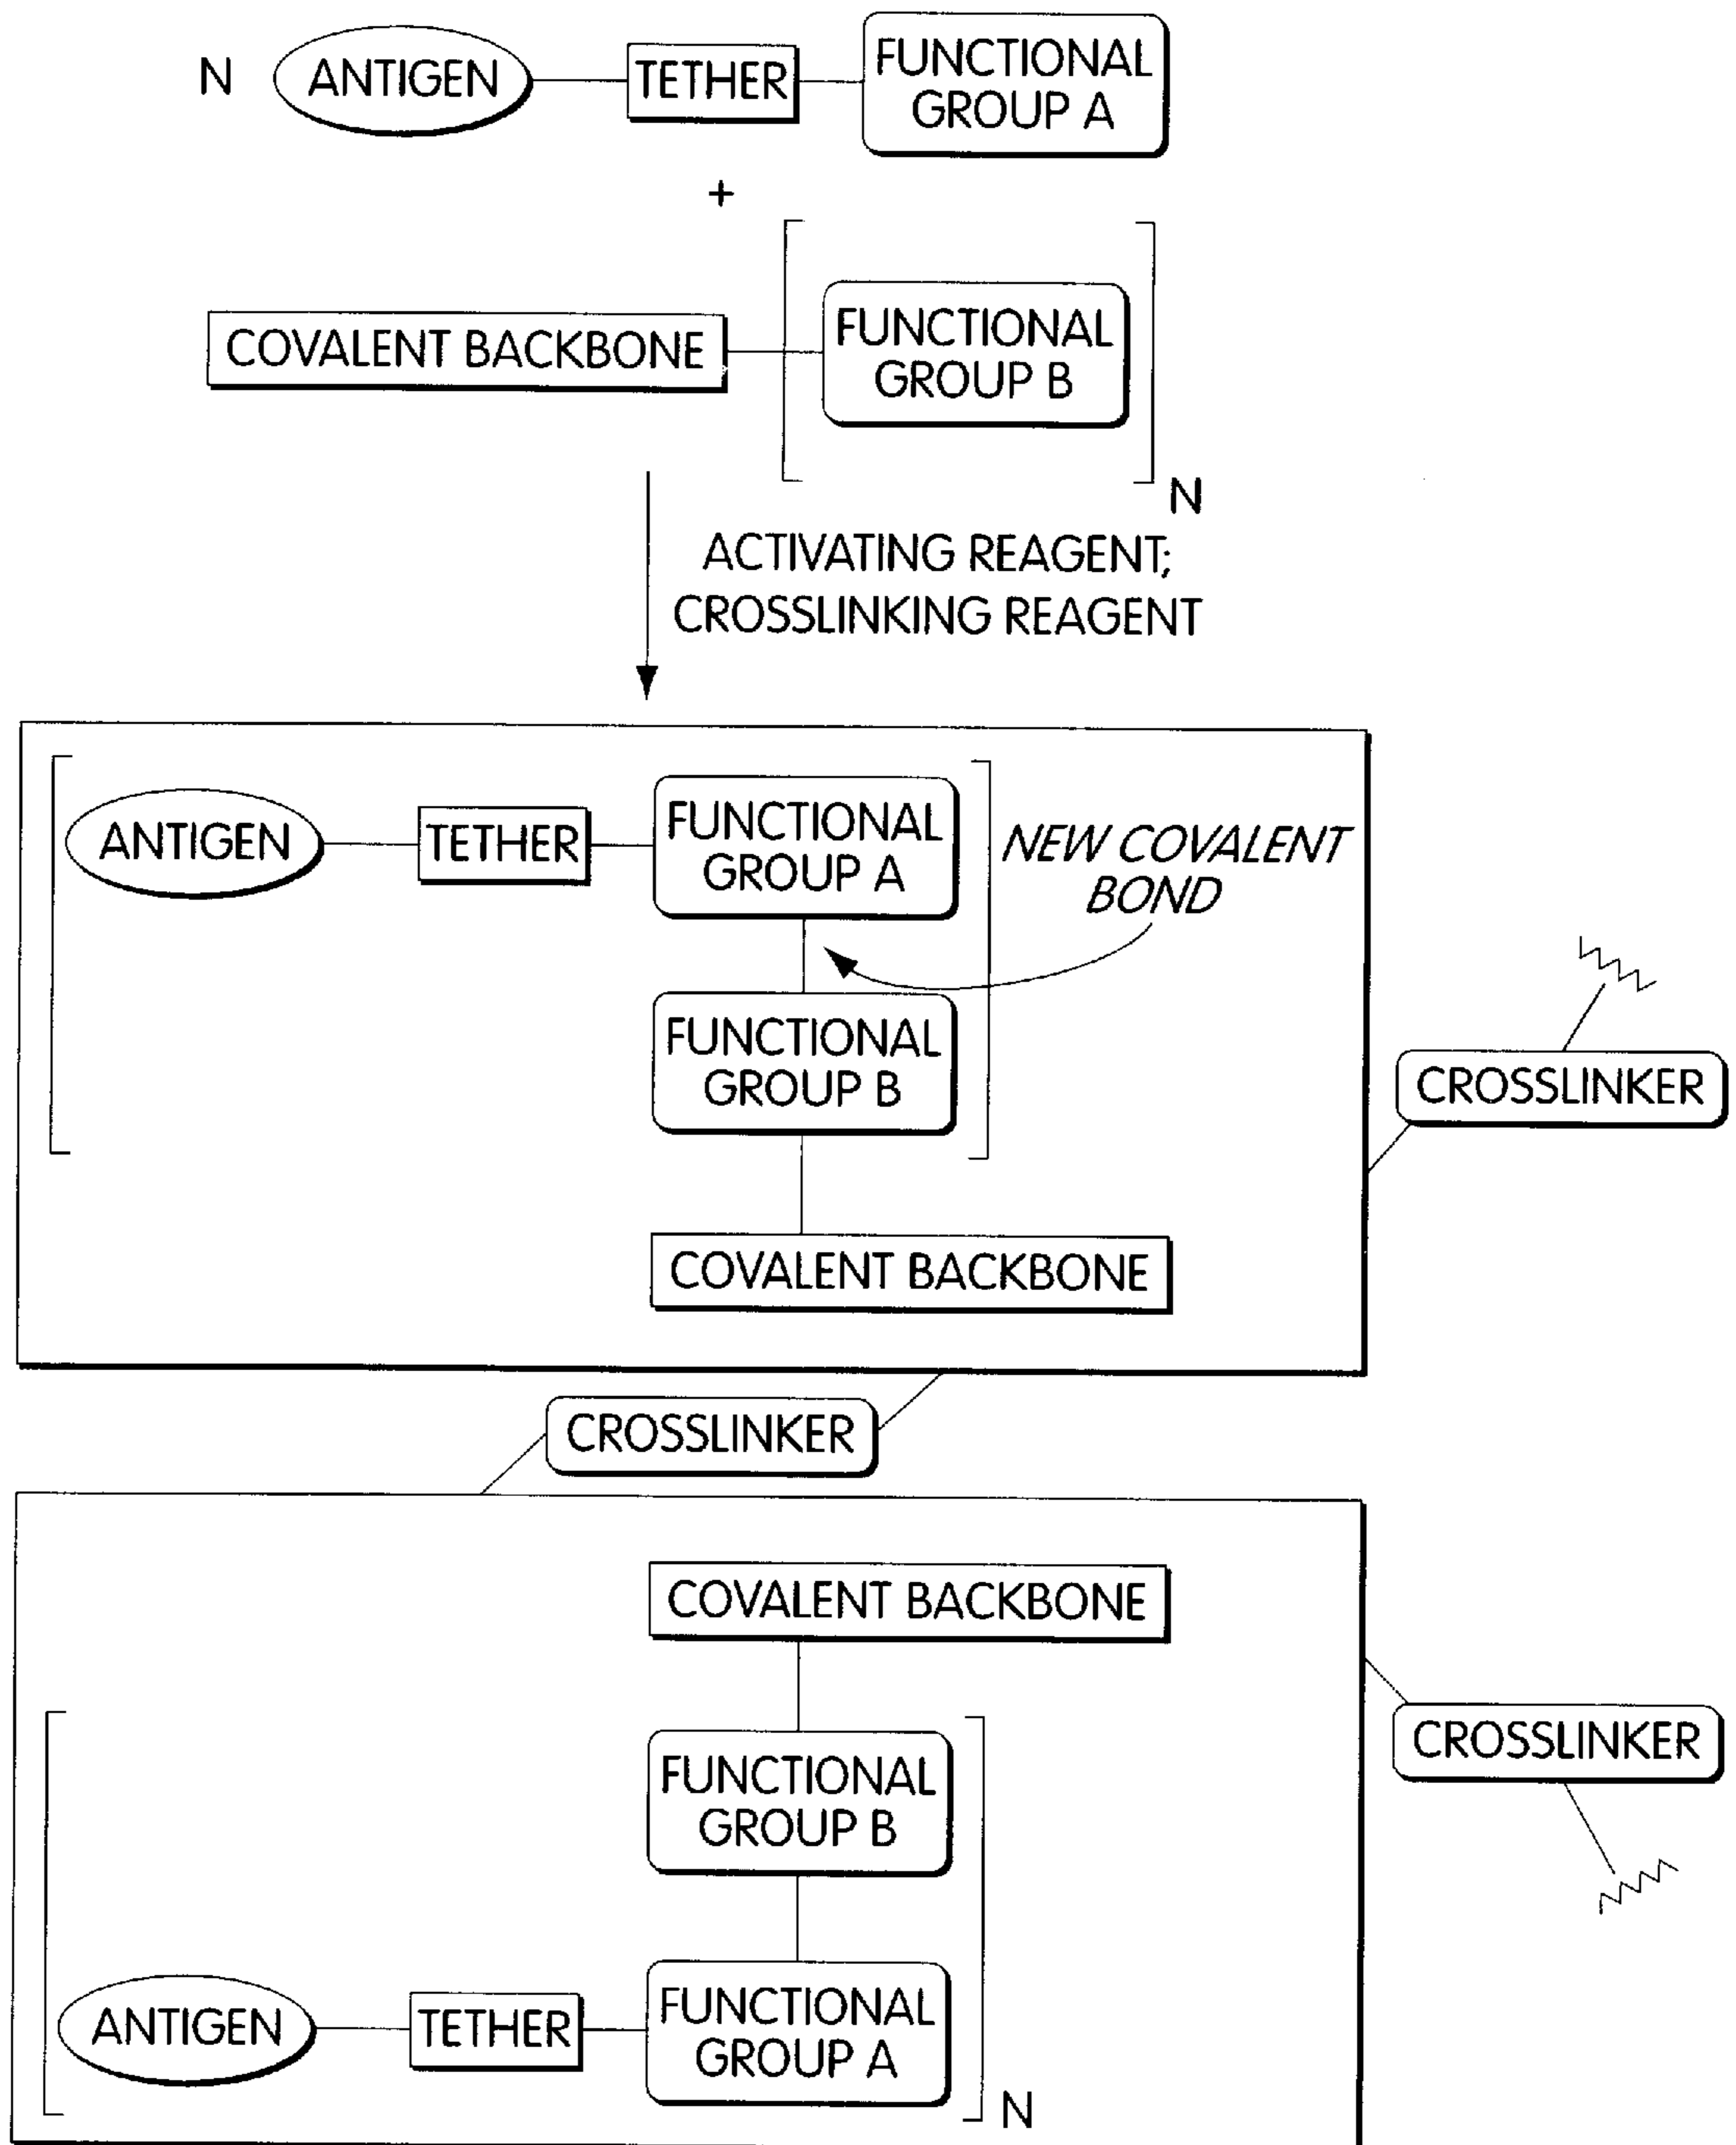 N
ANTIGEN
TETHER
FUNCTIONAL
GROUP A
+
COVALENT BACKBONE
FUNCTIONAL
GROUP B
N
ACTIVATING REAGENT;
CROSSLINKING REAGENT
ANTIGEN
TETHER
FUNCTIONAL
GROUP A
NEW COVALENT
BOND
FUNCTIONAL
GROUP B
CROSSLINKER
COVALENT BACKBONE
CROSSLINKER
COVALENT BACKBONE
FUNCTIONAL
GROUP B
CROSSLINKER
ANTIGEN
TETHER
FUNCTIONAL
GROUP A
N